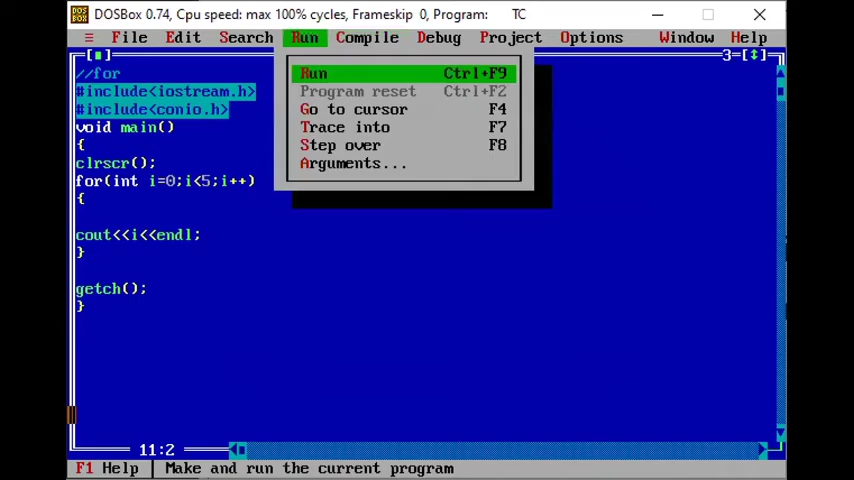 DOSBox 0.74, Cpu speed: max 100% cycles, Frameskip 0, Program: TC
≡ File Edit Search Run Compile Debug Project Options Window Help
3=[↕]
//for
#include<iostream.h>
#include<conio.h>
void main()
{
clrscr();
for(int i=0;i<5;i++)
{
cout<<i<<endl;
}
getch();
}
Run Ctrl+F9
Program reset Ctrl+F2
Go to cursor F4
Trace into F7
Step over F8
Arguments...
11:2
F1 Help | Make and run the current program